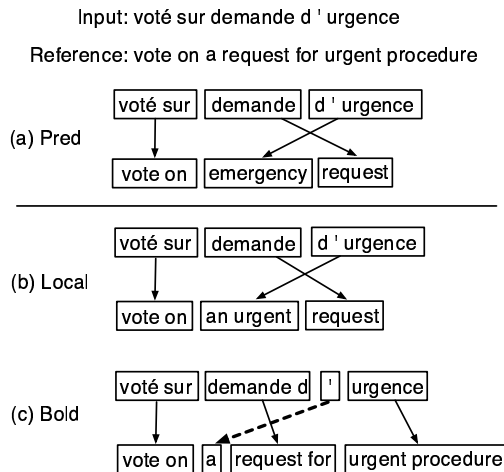 Input: voté sur demande d ' urgence
Reference: vote on a request for urgent procedure
voté sur demande d ' urgence
(a) Pred
vote on emergency request
voté sur demande d ' urgence
(b) Local
vote on an urgent request
voté sur demande d ' urgence
(c) Bold
vote on a request for urgent procedure